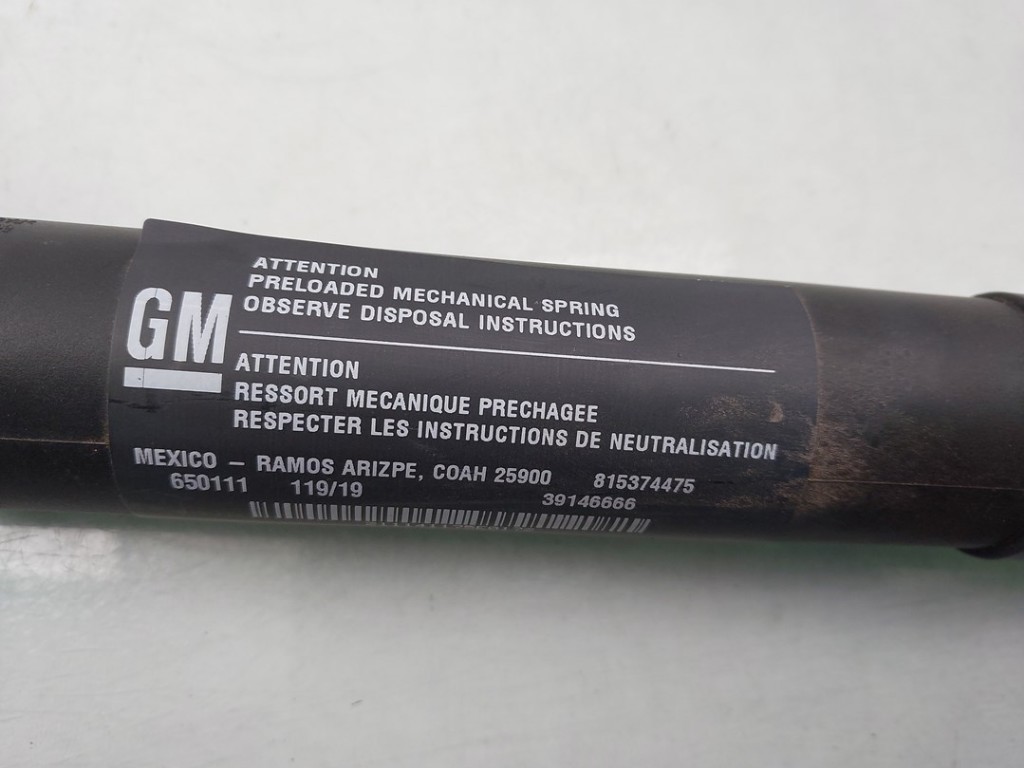 GM
ATTENTION
PRELOADED MECHANICAL SPRING
OBSERVE DISPOSAL INSTRUCTIONS
ATTENTION
RESSORT MECANIQUE PRECHAGEE
RESPECTER LES INSTRUCTIONS DE NEUTRALISATION
MEXICO – RAMOS ARIZPE, COAH 25900 815374475
650111 119/19 39146666